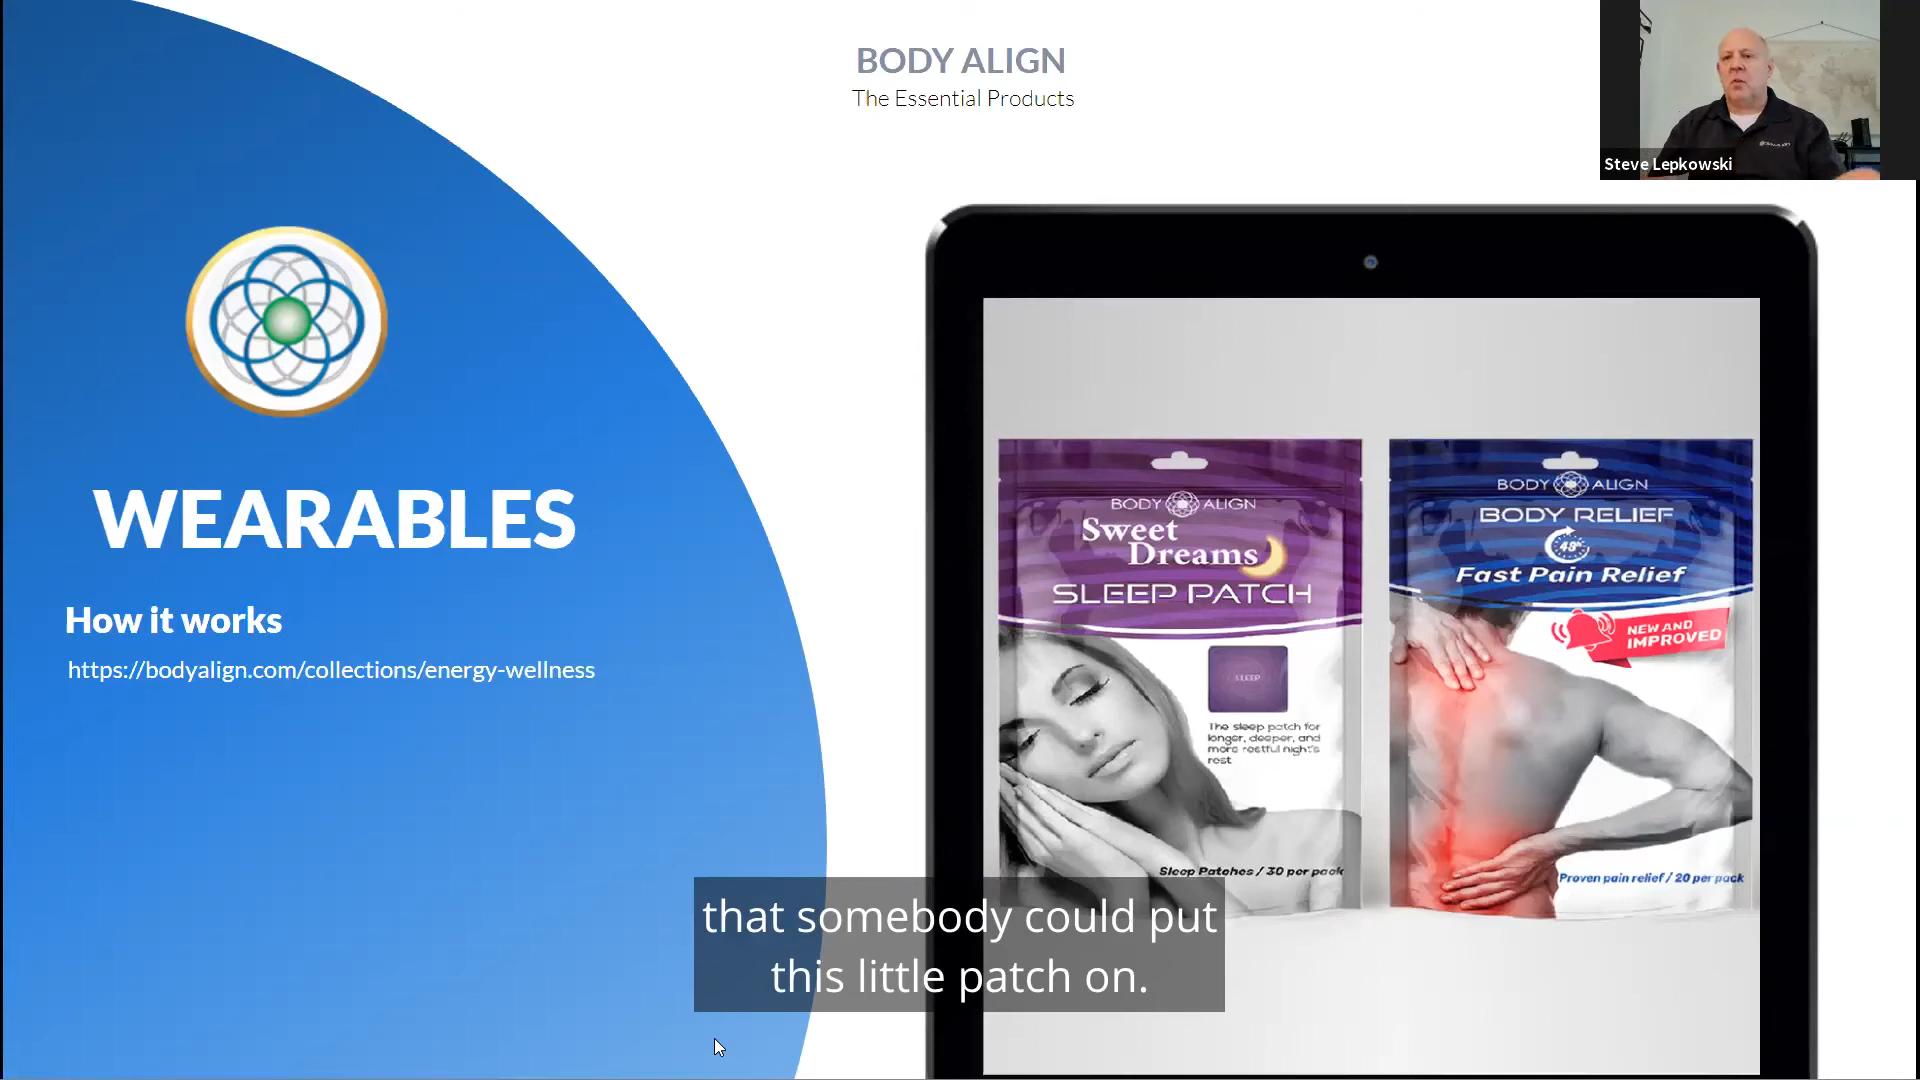 BODY ALIGN
The Essential Products
Steve Lepkowski
WEARABLES
How it works
https://bodyalign.com/collections/energy-wellness
BODY ALIGN
Sweet
Dreams
SLEEP PATCH
SLEEP
The sleep patch for
longer, deeper, and
more restful night's
rest
Sleep Patches / 30 per pack
BODY ALIGN
BODY RELIEF
Fast Pain Relief
NEW AND
IMPROVED
Proven pain relief / 20 per pack
that somebody could put
this little patch on.